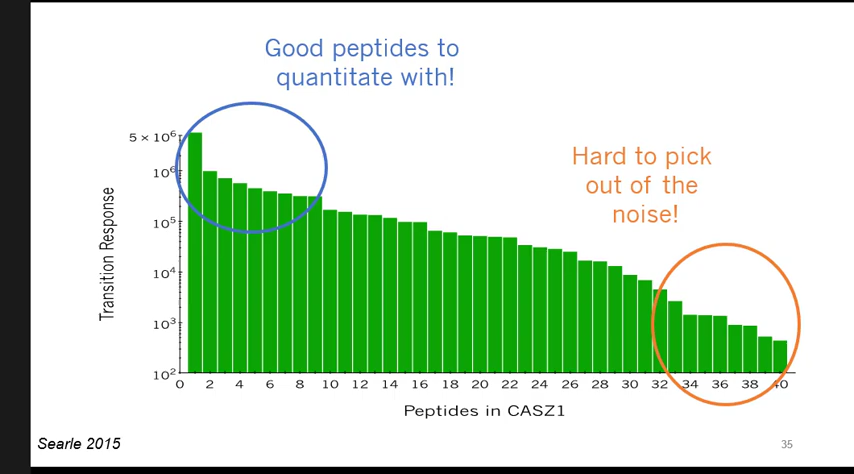 Good peptides to
quantitate with!
Hard to pick
out of the
noise!
5 × 10⁶
10⁶
10⁵
10⁴
10³
10²
Transition Response
0 2 4 6 8 10 12 14 16 18 20 22 24 26 28 30 32 34 36 38 40
Peptides in CASZ1
Searle 2015
35